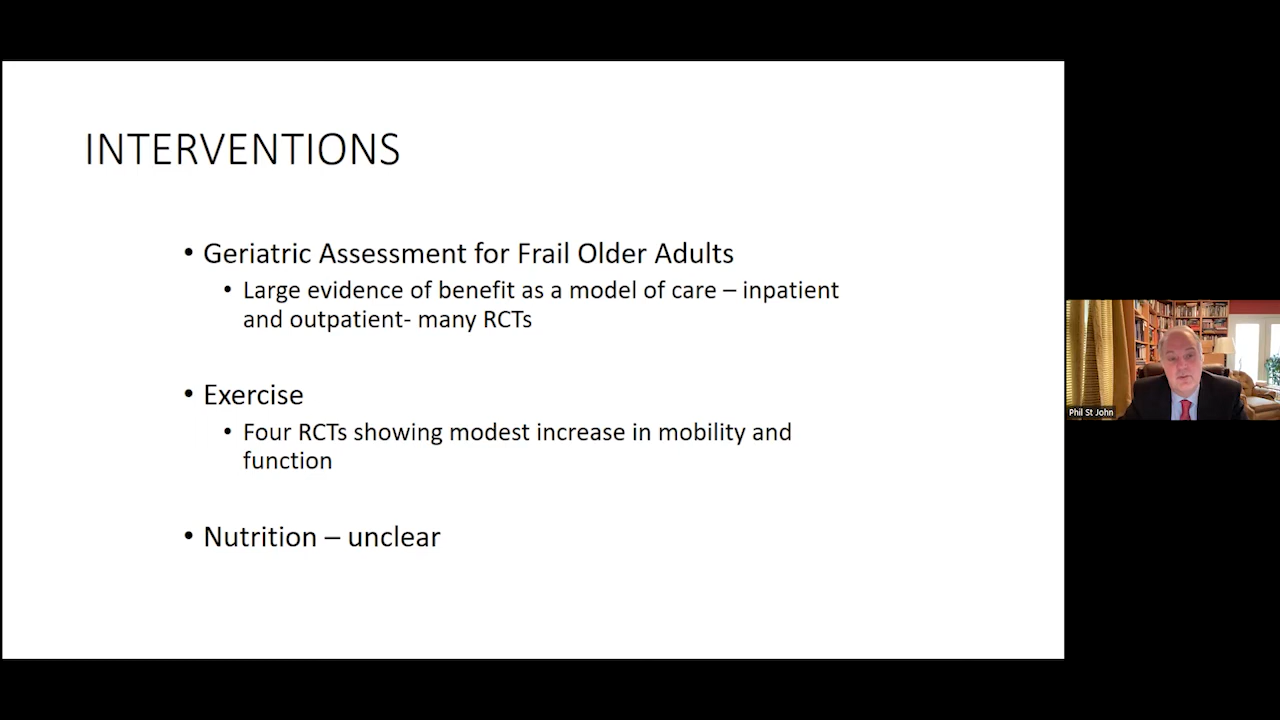 INTERVENTIONS
• Geriatric Assessment for Frail Older Adults
• Large evidence of benefit as a model of care – inpatient
and outpatient- many RCTs
• Exercise
• Four RCTs showing modest increase in mobility and
function
• Nutrition – unclear
Phil St John